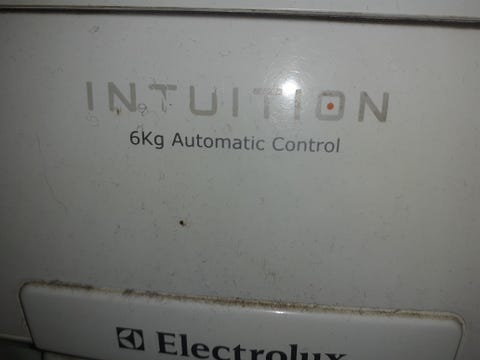 INTUITION
6Kg Automatic Control
Electrolux